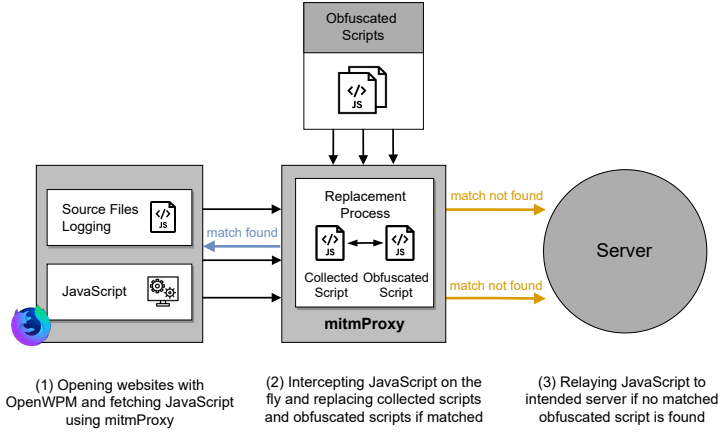 Obfuscated
Scripts
</>
JS
Source Files
Logging
</>
JS
JavaScript
match found
Replacement
Process
</>
JS
</>
JS
Collected
Script
Obfuscated
Script
mitmProxy
match not found
match not found
Server
(1) Opening websites with
OpenWPM and fetching JavaScript
using mitmProxy
(2) Intercepting JavaScript on the
fly and replacing collected scripts
and obfuscated scripts if matched
(3) Relaying JavaScript to
intended server if no matched
obfuscated script is found